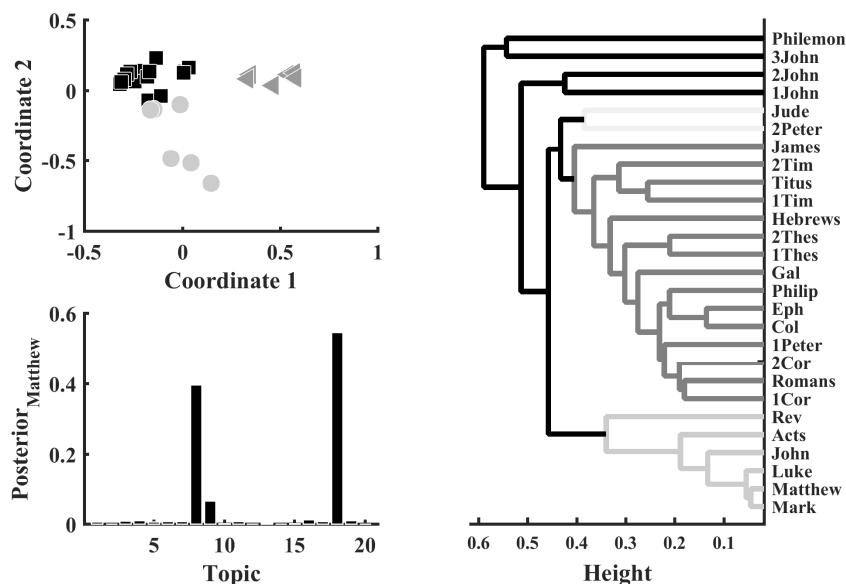 0.5
0
-0.5
-1
-0.5
0
0.5
1
Coordinate 2
Coordinate 1
0.6
0.4
0.2
0
5
10
15
20
Posterior Matthew
Topic
Philemon
3John
2John
1John
Jude
2Peter
James
2Tim
Titus
1Tim
Hebrews
2Thes
1Thes
Gal
Philip
Eph
Col
1Peter
2Cor
Romans
1Cor
Rev
Acts
John
Luke
Matthew
Mark
0.6
0.5
0.4
0.3
0.2
0.1
Height